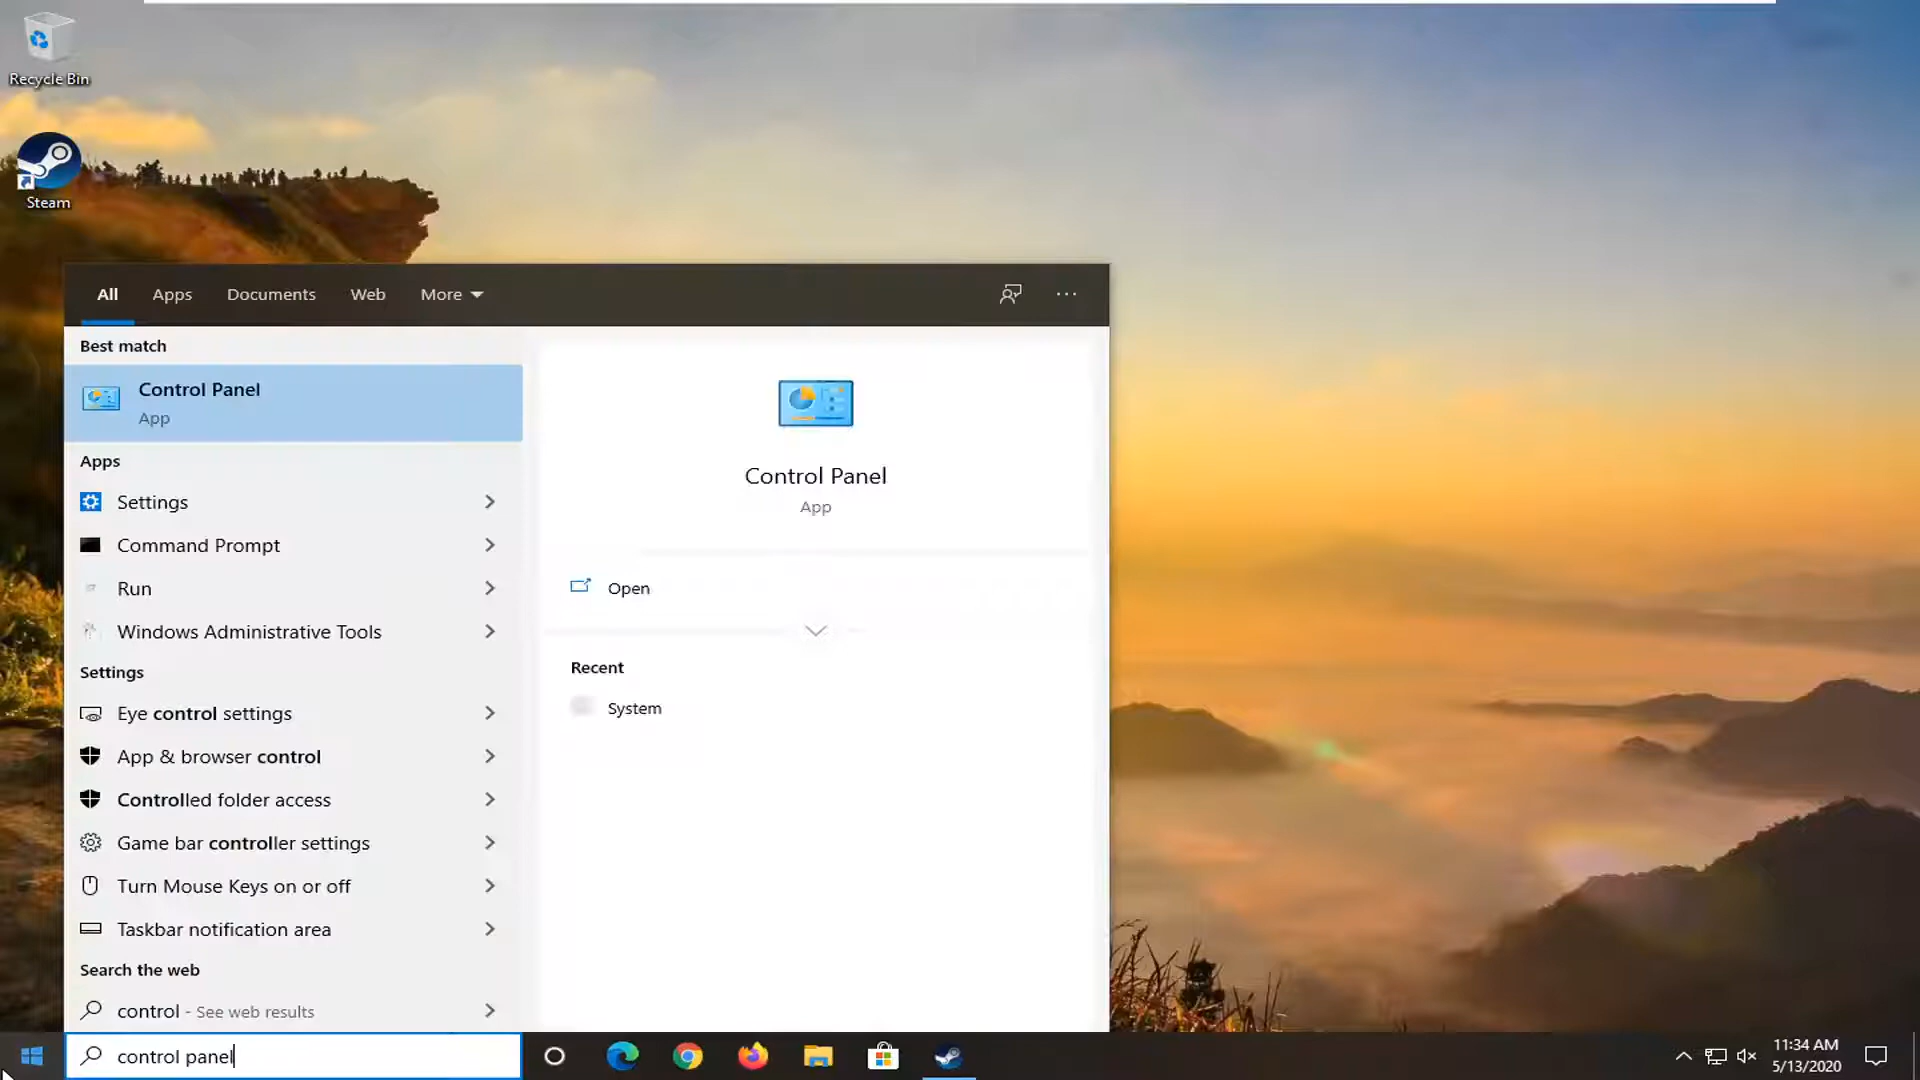 Recycle Bin
Steam
All Apps Documents Web More
Best match
Control Panel
App
Apps
Settings
Command Prompt
Run
Windows Administrative Tools
Settings
Eye control settings
App & browser control
Controlled folder access
Game bar controller settings
Turn Mouse Keys on or off
Taskbar notification area
Search the web
control - See web results
control panel
Control Panel
App
Open
Recent
System
11:34 AM
5/13/2020